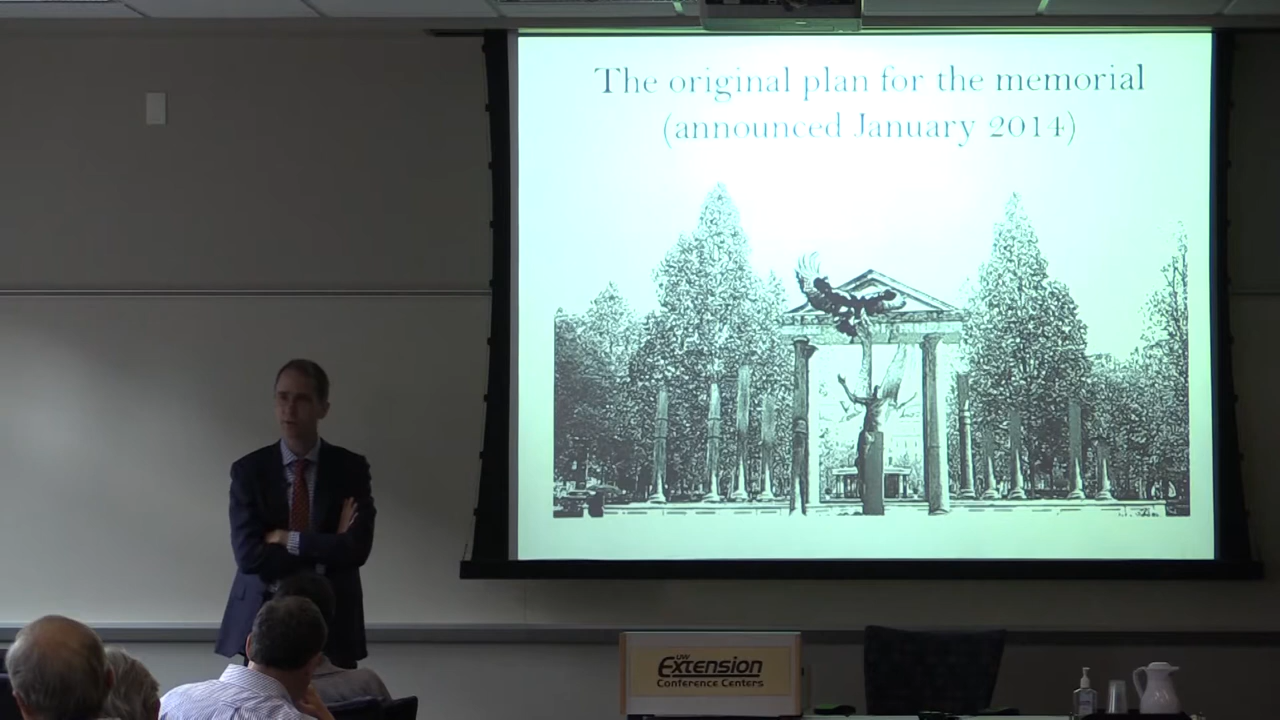 The original plan for the memorial
(announced January 2014)
UW
Extension
Conference Centers